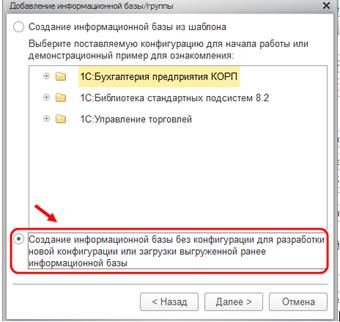 Добавление информационной базы/группы
Создание информационной базы из шаблона
Выберите поставляемую конфигурацию для начала работы или
демонстрационный пример для ознакомления:
1С:Бухгалтерия предприятия КОРП
1С:Библиотека стандартных подсистем 8.2
1С:Управление торговлей
Создание информационной базы без конфигурации для разработки
новой конфигурации или загрузки выгруженной ранее
информационной базы
< Назад
Далее >
Отмена